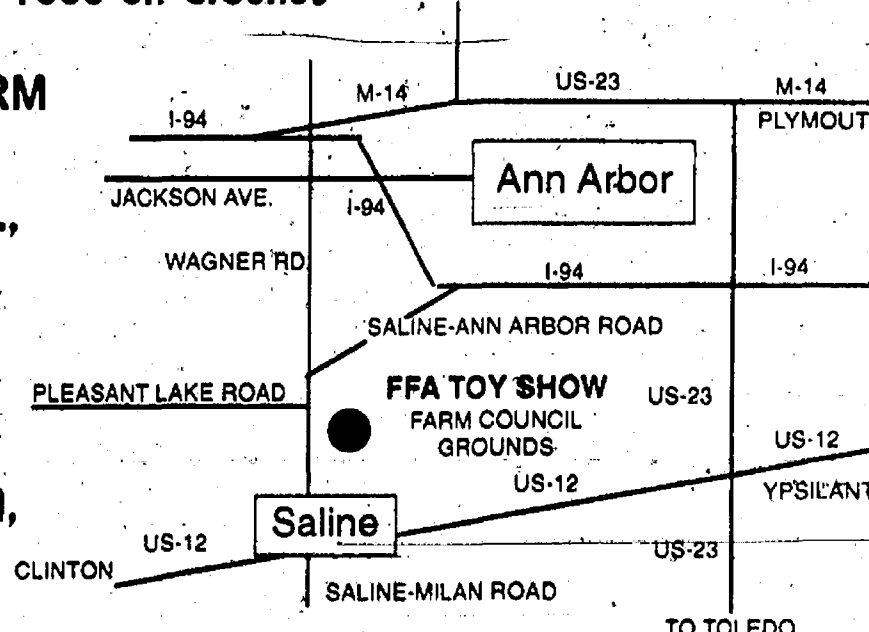 RM
M-14
US-23
M-14
I-94
PLYMOUT
Ann Arbor
JACKSON AVE.
I-94
WAGNER RD.
I-94
I-94
SALINE-ANN ARBOR ROAD
PLEASANT LAKE ROAD
FFA TOY SHOW
US-23
FARM COUNCIL
GROUNDS
US-12
US-12
YPSILANT
Saline
US-12
US-23
CLINTON
SALINE-MILAN ROAD
TO TOLEDO